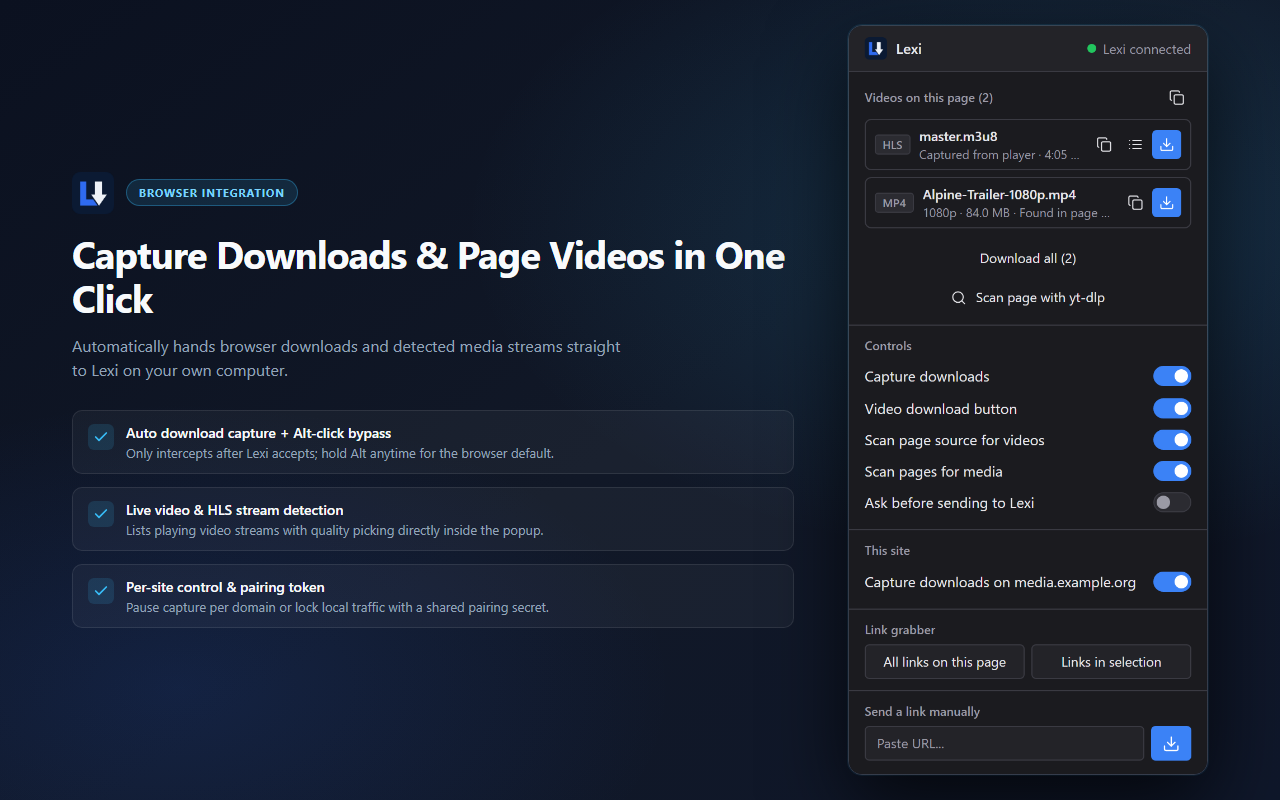 BROWSER INTEGRATION
Capture Downloads & Page Videos in One
Click
Automatically hands browser downloads and detected media streams straight
to Lexi on your own computer.
Auto download capture + Alt-click bypass
Only intercepts after Lexi accepts; hold Alt anytime for the browser default.
Live video & HLS stream detection
Lists playing video streams with quality picking directly inside the popup.
Per-site control & pairing token
Pause capture per domain or lock local traffic with a shared pairing secret.
Lexi
Lexi connected
Videos on this page (2)
HLS
master.m3u8
Captured from player · 4:05 ...
MP4
Alpine-Trailer-1080p.mp4
1080p · 84.0 MB · Found in page ...
Download all (2)
Scan page with yt-dlp
Controls
Capture downloads
Video download button
Scan page source for videos
Scan pages for media
Ask before sending to Lexi
This site
Capture downloads on media.example.org
Link grabber
All links on this page
Links in selection
Send a link manually
Paste URL...